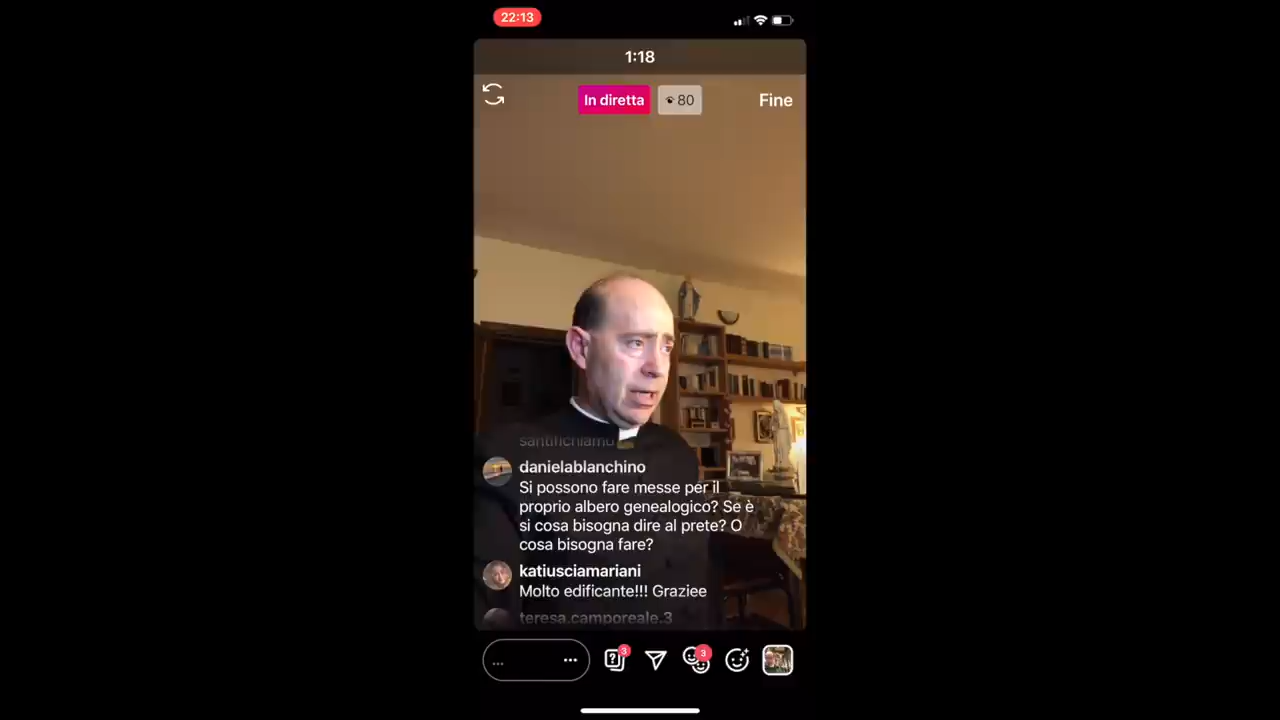 22:13
1:18
In diretta
80
Fine
santifichiamo
danielablanchino
Si possono fare messe per il
proprio albero genealogico? Se è
si cosa bisogna dire al prete? O
cosa bisogna fare?
katiusciamariani
Molto edificante!!! Graziee
teresa.camporeale.3
...
3
3